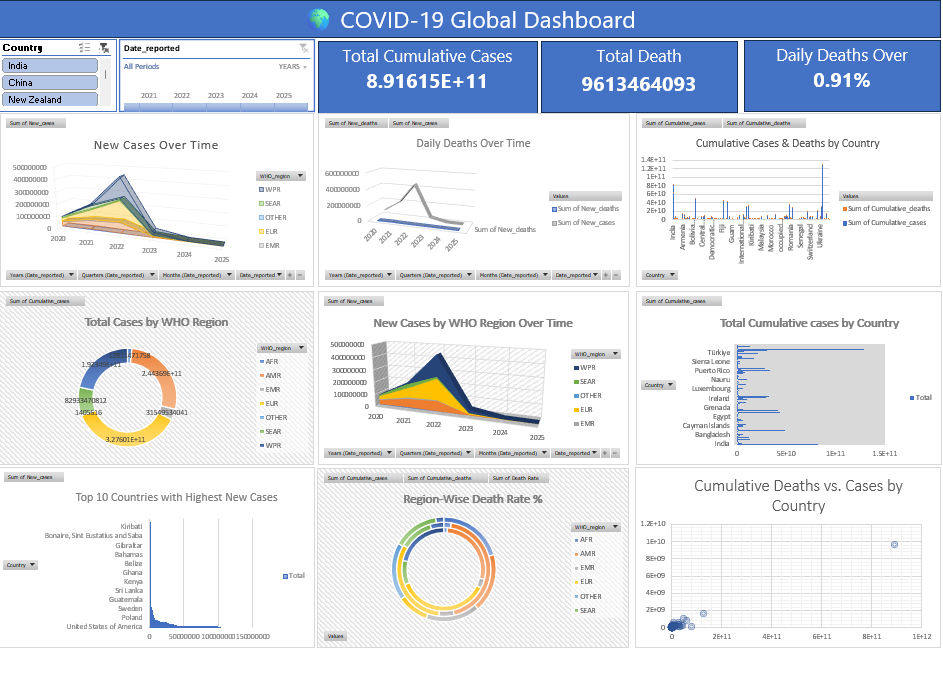 COVID-19 Global Dashboard
Country
India
China
New Zealand
Date_reported
All Periods
YEARS
2021 2022 2023 2024 2025
Total Cumulative Cases
8.91615E+11
Total Death
9613464093
Daily Deaths Over
0.91%
Sum of New_cases
New Cases Over Time
500000000
400000000
300000000
200000000
100000000
0
2020
2021
2022
2023
2024
2025
WHO_region
WPR
SEAR
OTHER
EUR
EMR
Years (Date_reported) Quarters (Date_reported) Months (Date_reported) Date_reported
Sum of New_deaths Sum of New_cases
Daily Deaths Over Time
600000000
400000000
200000000
0
2020
2021
2022
2023
2024
2025
Sum of New_deaths
Values
Sum of New_deaths
Sum of New_cases
Years (Date_reported) Quarters (Date_reported) Months (Date_reported) Date_reported
Sum of Cumulative_cases Sum of Cumulative_deaths
Cumulative Cases & Deaths by Country
1.4E+11
1.2E+11
1E+11
8E+10
6E+10
4E+10
2E+10
0
India
Armenia
Bolivia…
Central…
Democratic…
Fiji
Guam
International…
Kiribati
Malaysia
Morocco
occupied…
Romania
Senegal
Switzerland
Ukraine
Values
Sum of Cumulative_deaths
Sum of Cumulative_cases
Country
Sum of Cumulative_cases
Total Cases by WHO Region
2.44369E+11
31549534041
3.27601E+11
1405616
82933470812
WHO_region
AFR
AMR
EMR
EUR
OTHER
SEAR
WPR
Sum of New_cases
New Cases by WHO Region Over Time
500000000
400000000
300000000
200000000
100000000
0
2020
2021
2022
2023
2024
2025
WHO_region
WPR
SEAR
OTHER
EUR
EMR
Years (Date_reported) Quarters (Date_reported) Months (Date_reported) Date_reported
Sum of Cumulative_cases
Total Cumulative cases by Country
Country
Türkiye
Sierra Leone
Puerto Rico
Nauru
Luxembourg
Ireland
Grenada
Egypt
Cayman Islands
Bangladesh
India
0 5E+10 1E+11 1.5E+11
Total
Sum of New_cases
Top 10 Countries with Highest New Cases
Country
Kiribati
Bonaire, Sint Eustatius and Saba
Gibraltar
Bahamas
Belize
Ghana
Kenya
Sri Lanka
Guatemala
Sweden
Poland
United States of America
0 50000000 100000000 150000000
Total
Sum of Cumulative_cases Sum of Cumulative_deaths Sum of Death Rate
Region-Wise Death Rate %
WHO_region
AFR
AMR
EMR
EUR
OTHER
SEAR
Values
Cumulative Deaths vs. Cases by
Country
1.2E+10
1E+10
8E+09
6E+09
4E+09
2E+09
0
0 2E+11 4E+11 6E+11 8E+11 1E+12